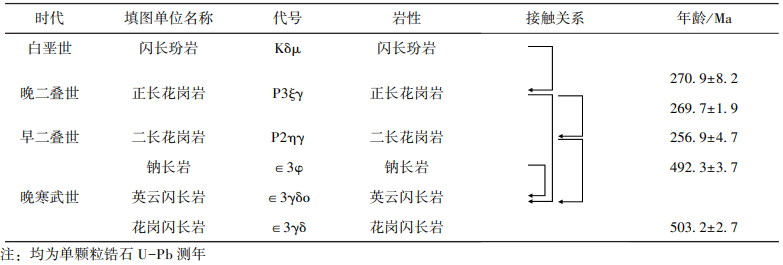 时代 填图单位名称 代号 岩性 接触关系 年龄/Ma
白垩世 闪长玢岩 Kδμ 闪长玢岩
270.9±8.2
晚二叠世 正长花岗岩 P3ξγ 正长花岗岩
269.7±1.9
早二叠世 二长花岗岩 P2ηγ 二长花岗岩 256.9±4.7
钠长岩 ∈3φ 钠长岩 492.3±3.7
晚寒武世 英云闪长岩 ∈3γδο 英云闪长岩
花岗闪长岩 ∈3γδ 花岗闪长岩 503.2±2.7
注：均为单颗粒锆石 U-Pb 测年